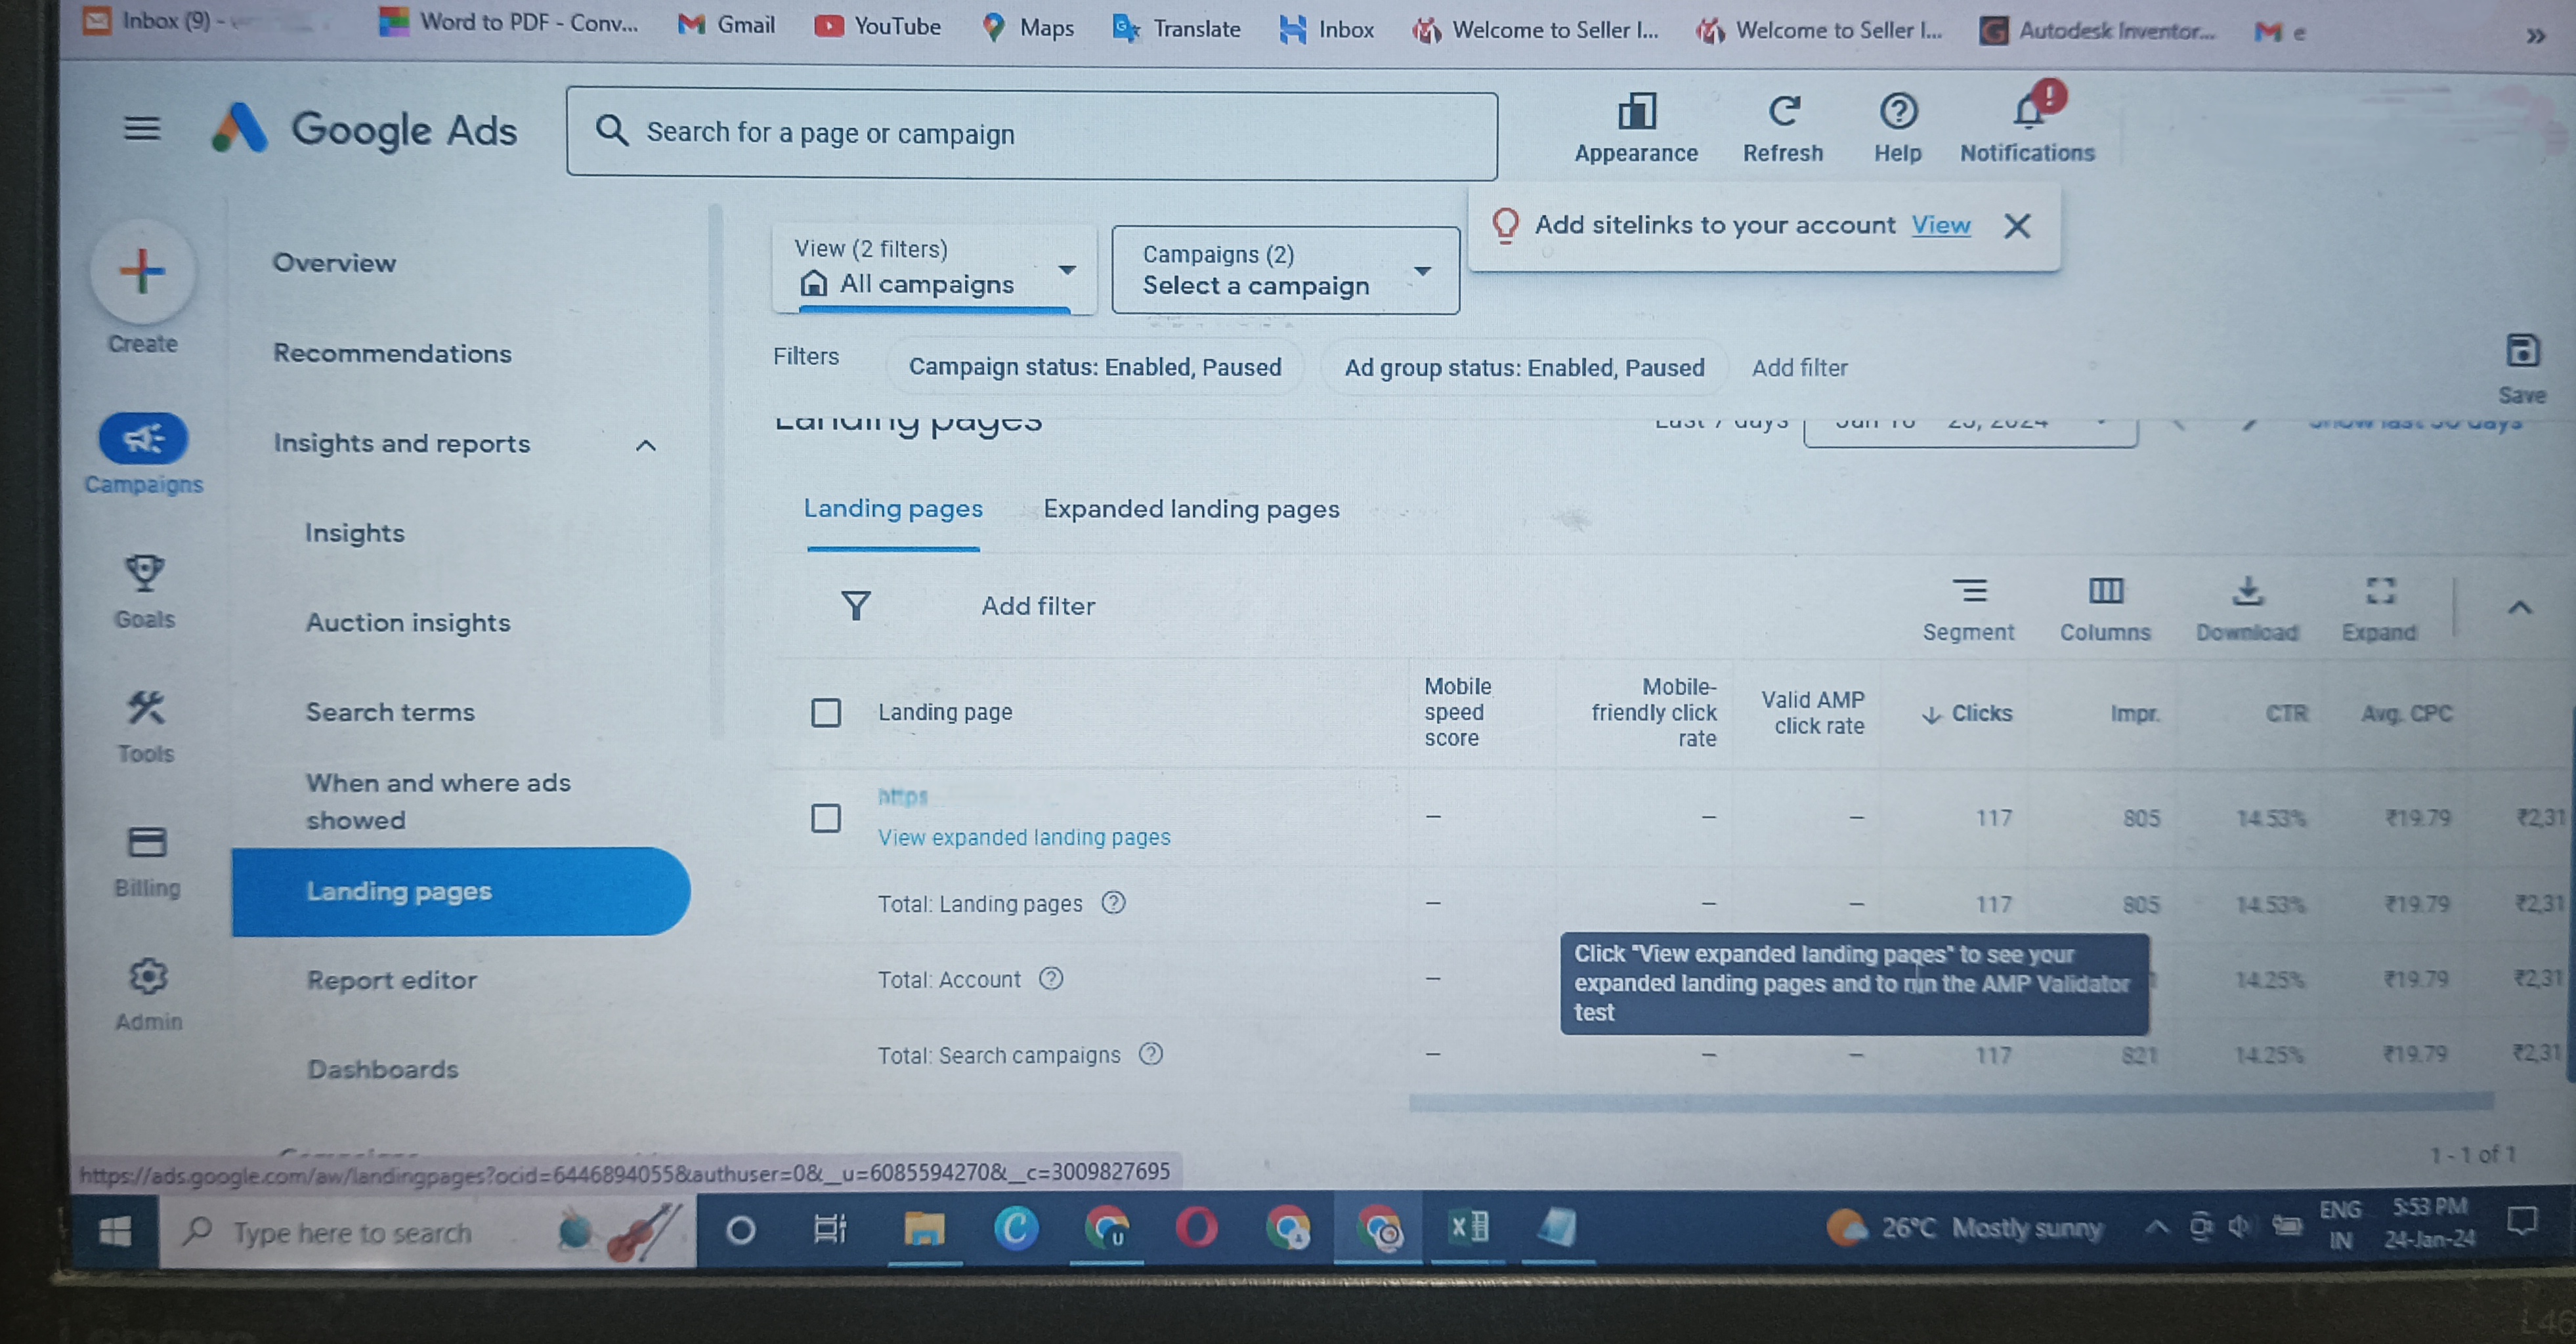 Inbox (9) -
Word to PDF - Conv...
Gmail
YouTube
Maps
Translate
Inbox
Welcome to Seller I...
Welcome to Seller I...
Autodesk Inventor...
e
»
Google Ads
Search for a page or campaign
Appearance
Refresh
Help
Notifications
Add sitelinks to your account View
Create
Campaigns
Goals
Tools
Billing
Admin
Overview
Recommendations
Insights and reports
Insights
Auction insights
Search terms
When and where ads
showed
Landing pages
Report editor
Dashboards
View (2 filters)
All campaigns
Campaigns (2)
Select a campaign
Filters
Campaign status: Enabled, Paused
Ad group status: Enabled, Paused
Add filter
Save
Landing pages
Last 7 days
Show last 30 days
Landing pages
Expanded landing pages
Add filter
Segment
Columns
Download
Expand
Landing page
Mobile
speed
score
Mobile-
friendly click
rate
Valid AMP
click rate
Clicks
Impr.
CTR
Avg. CPC
https
View expanded landing pages
– – – 117 805 14.53% ₹19.79 ₹2,31
Total: Landing pages – – – 117 805 14.53% ₹19.79 ₹2,31
Total: Account – 14.25% ₹19.79 ₹2,31
Click "View expanded landing pages" to see your
expanded landing pages and to run the AMP Validator
test
Total: Search campaigns – – – 117 821 14.25% ₹19.79 ₹2,31
1 - 1 of 1
https://ads.google.com/aw/landingpages?ocid=6446894055&authuser=0&__u=6085594270&__c=3009827695
Type here to search
26°C Mostly sunny
ENG
IN
5:53 PM
24-Jan-24